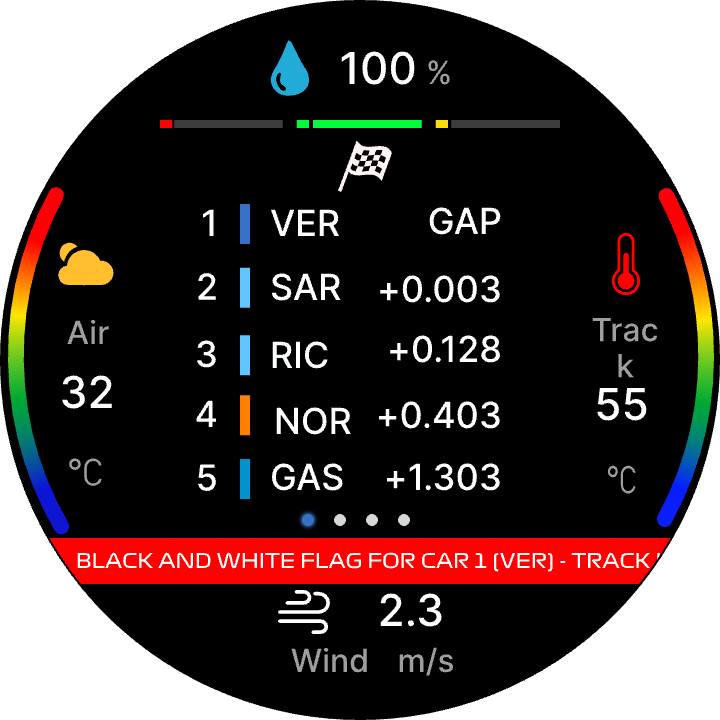 100 %
1 VER GAP
2 SAR +0.003
3 RIC +0.128
4 NOR +0.403
5 GAS +1.303
Air
32
°C
Trac
k
55
°C
BLACK AND WHITE FLAG FOR CAR 1 (VER) - TRACK
2.3
Wind m/s